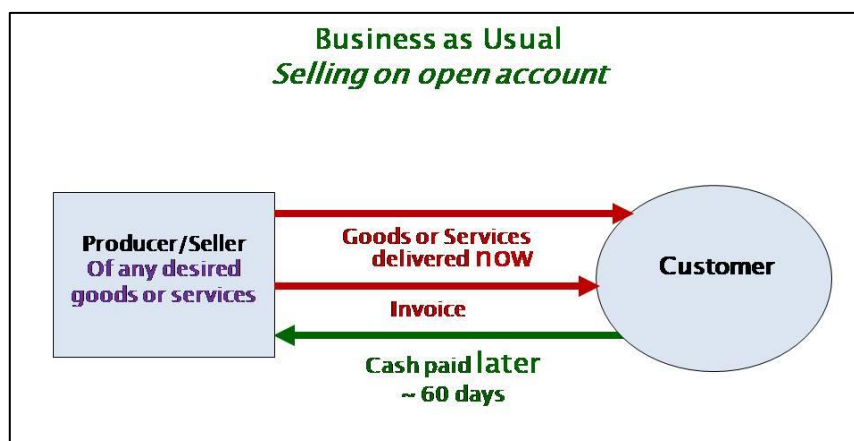 Business as Usual
Selling on open account
Producer/Seller
Of any desired
goods or services
Goods or Services
delivered now
Invoice
Cash paid later
~ 60 days
Customer